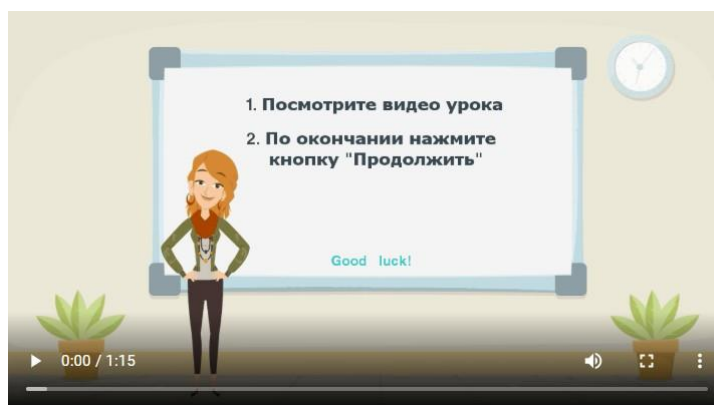 1. Посмотрите видео урока
2. По окончании нажмите
кнопку "Продолжить"
Good luck!
0:00 / 1:15